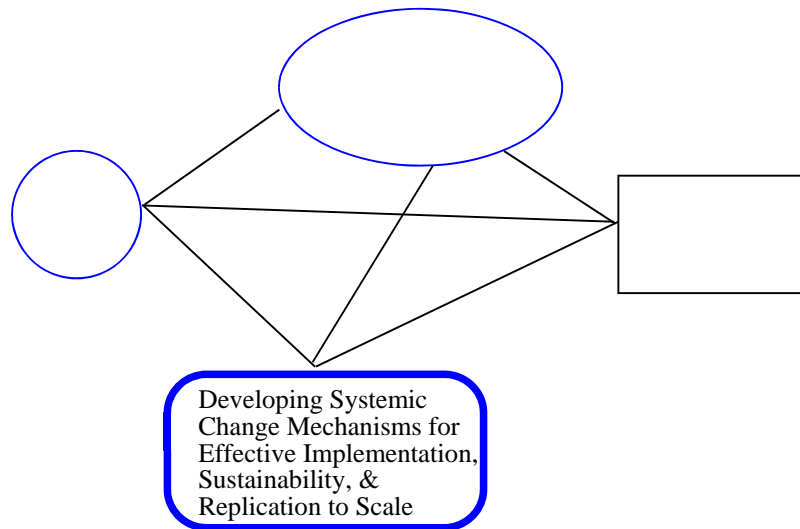 Developing Systemic
Change Mechanisms for
Effective Implementation,
Sustainability, &
Replication to Scale